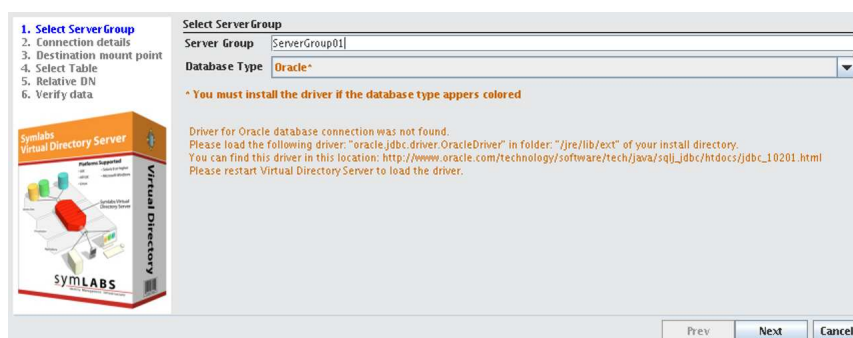 1. Select ServerGroup
2. Connection details
3. Destination mount point
4. Select Table
5. Relative DN
6. Verify data
Symlabs
Virtual Directory Server
Platforms Supported
Virtual Directory
symLABS
Select ServerGroup
Server Group ServerGroup01
Database Type Oracle^
^ You must install the driver if the database type appers colored
Driver for Oracle database connection was not found.
Please load the following driver: "oracle.jdbc.driver.OracleDriver" in folder: "/jre/lib/ext" of your install directory.
You can find this driver in this location: http://www.oracle.com/technology/software/tech/java/sqlj_jdbc/htdocs/jdbc_10201.html
Please restart Virtual Directory Server to load the driver.
Prev Next Cancel